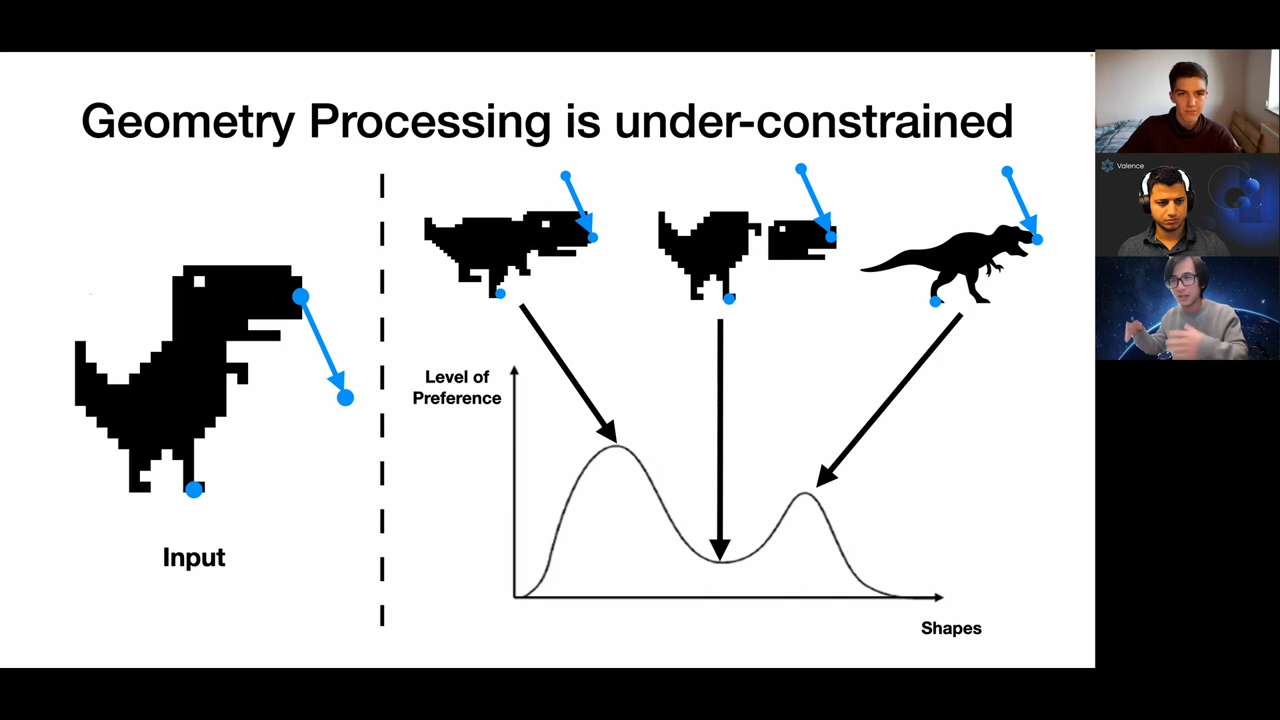 Geometry Processing is under-constrained
Valence
Level of
Preference
Input
Shapes